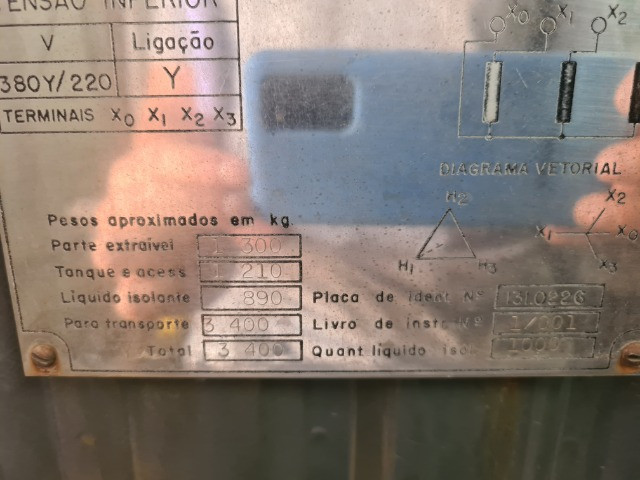 TENSÃO INFERIOR
V Ligação
380Y/220 Y
TERMINAIS X0 X1 X2 X3
X0 X1 X2
DIAGRAMA VETORIAL
H2 X2
X1 X0
H1 H3 X3
Pesos aproximados em kg
Parte extraível 1 300
Tanque e acess 1 210
Líquido isolante 890 Placa de ident Nº
Para transporte 3 400 Livro de instr Nº
Total 3 400 Quant líquido isol